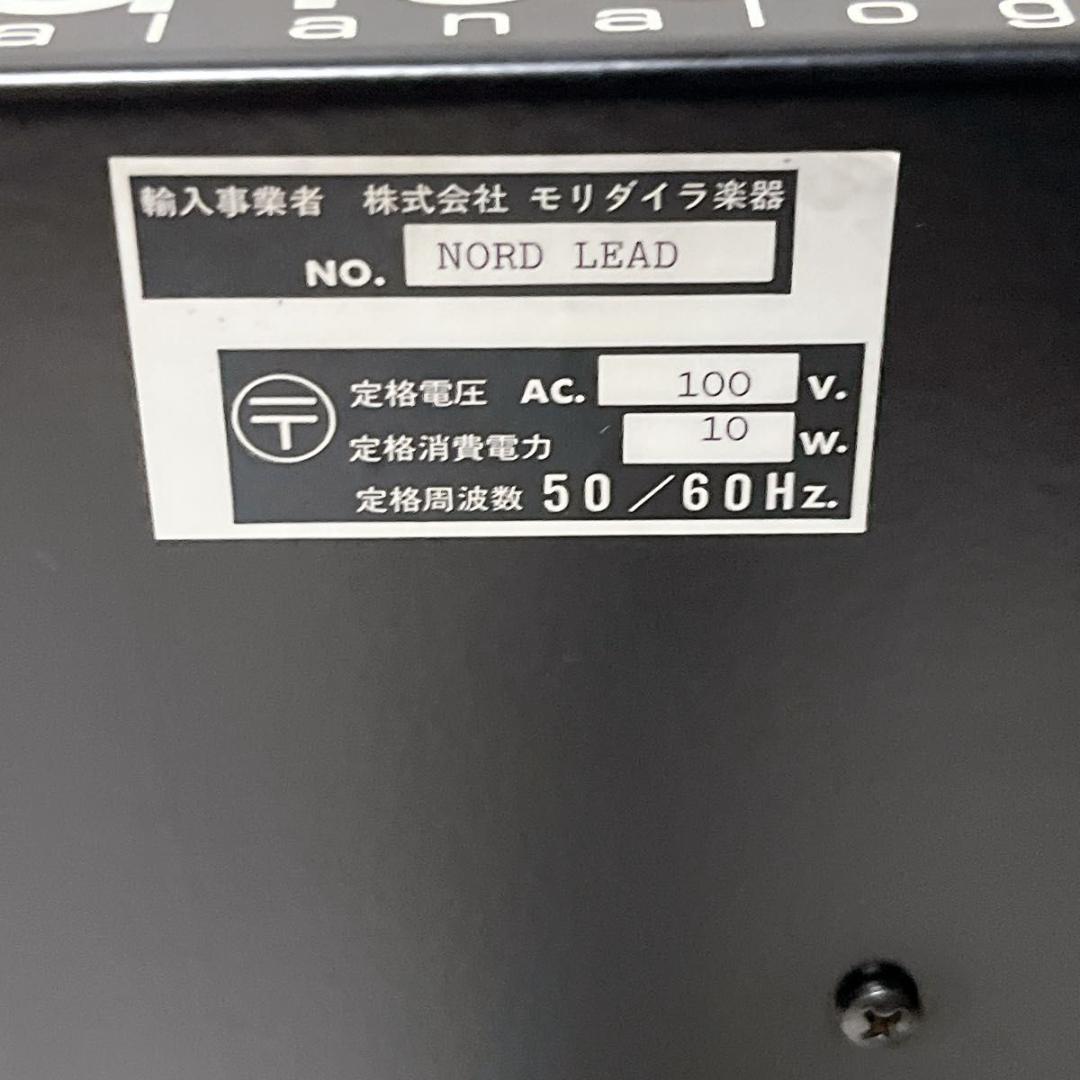 al analog
輸入事業者 株式会社 モリダイラ楽器
NO. NORD LEAD
定格電圧 AC. 100 V.
定格消費電力 10 W.
定格周波数 50/60Hz.